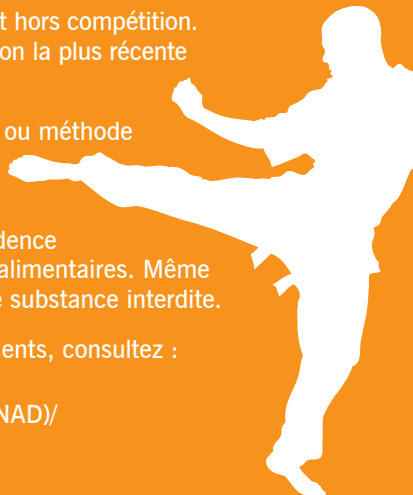 t hors compétition.
on la plus récente
ou méthode
dence
alimentaires. Même
substance interdite.
ents, consultez :
NAD)/